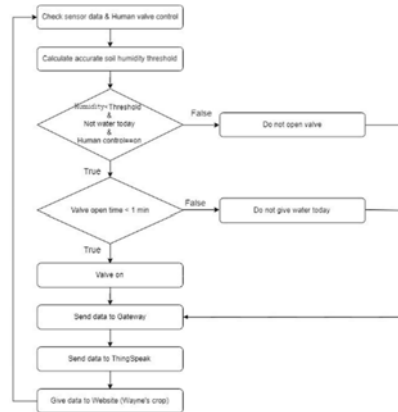 Check sensor data & Human valve control
Calculate accurate soil humidity threshold
Humidity< Threshold
&
Not water today
&
Human control==on
False
Do not open valve
True
Valve open time < 1 min
False
Do not give water today
True
Valve on
Send data to Gateway
Send data to ThingSpeak
Give data to Website (Wayne's crop)